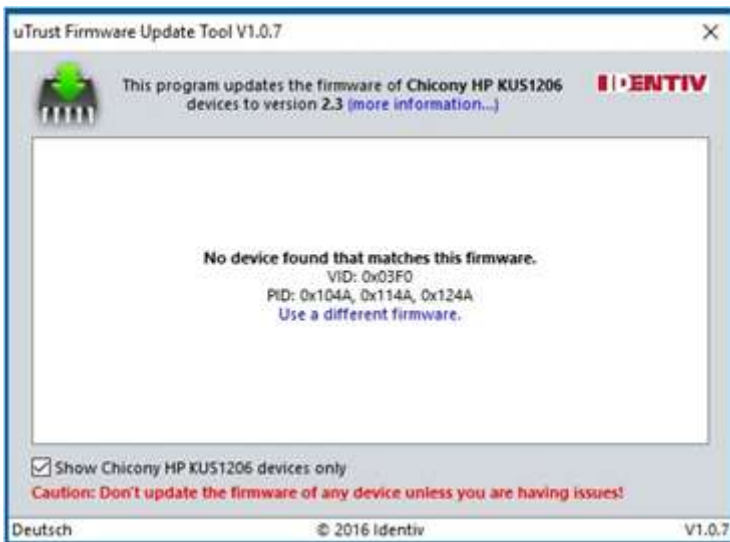 uTrust Firmware Update Tool V1.0.7
This program updates the firmware of Chicony HP KUS1206
devices to version 2.3 (more information...)
IDENTIV
No device found that matches this firmware.
VID: 0x03F0
PID: 0x104A, 0x114A, 0x124A
Use a different firmware.
Show Chicony HP KUS1206 devices only
Caution: Don't update the firmware of any device unless you are having issues!
Deutsch
© 2016 Identiv
V1.0.7